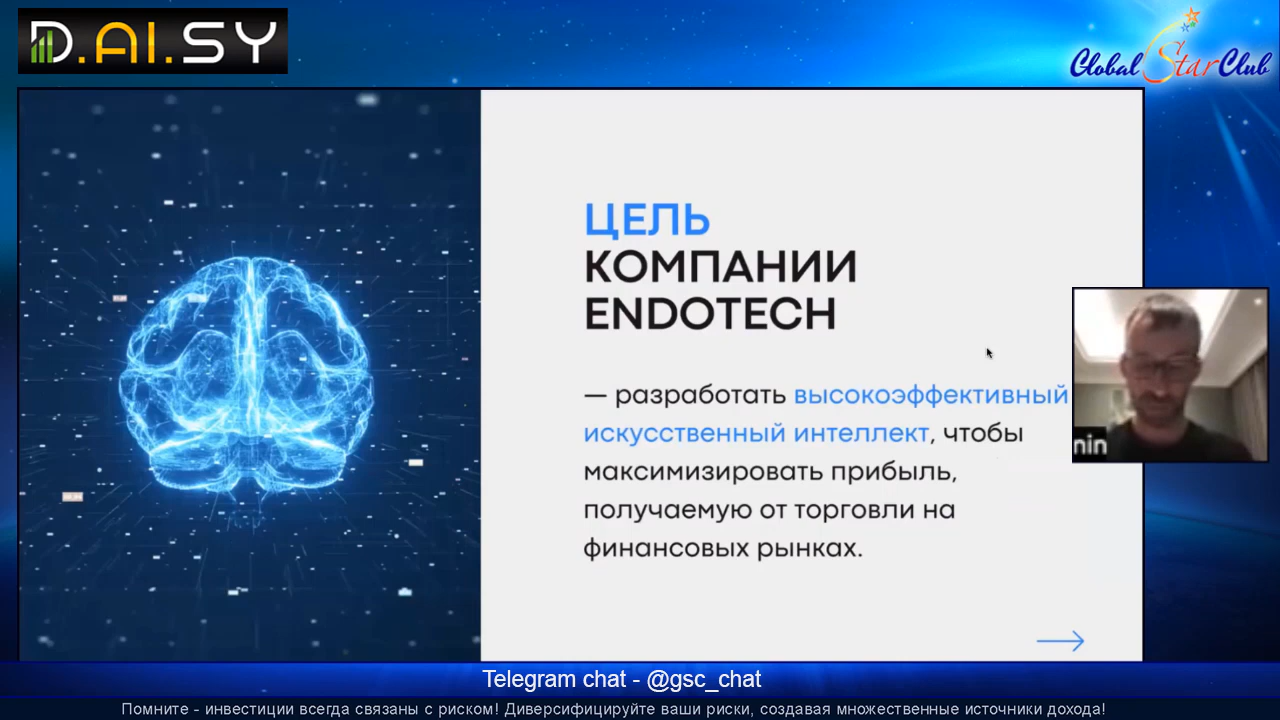 D.AI.SY
Global Star Club
ЦЕЛЬ
КОМПАНИИ
ENDOTECH
— разработать высокоэффективный
искусственный интеллект, чтобы
максимизировать прибыль,
получаемую от торговли на
финансовых рынках.
nin
Telegram chat - @gsc_chat
Помните - инвестиции всегда связаны с риском! Диверсифицируйте ваши риски, создавая множественные источники дохода!